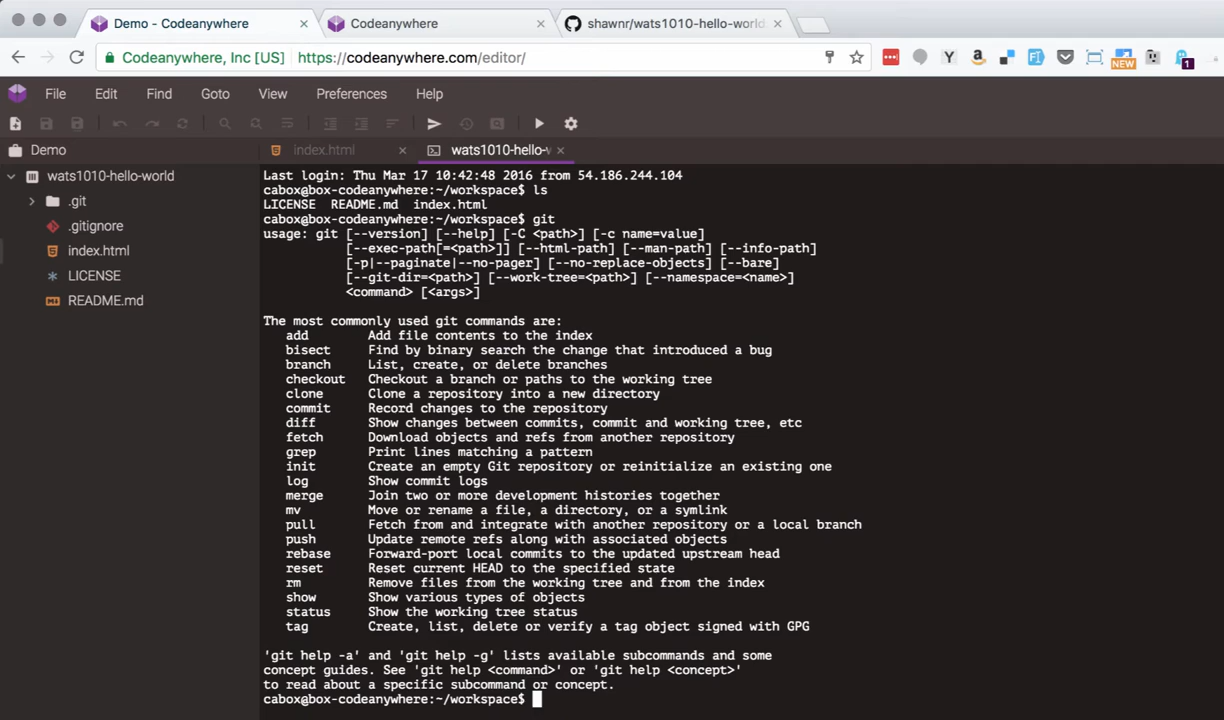 Demo - Codeanywhere
Codeanywhere
shawnr/wats1010-hello-world
Codeanywhere, Inc [US]
https://codeanywhere.com/editor/
Y
a
FI
NEW
1
File Edit Find Goto View Preferences Help
Demo
index.html
wats1010-hello-w
wats1010-hello-world
.git
.gitignore
index.html
LICENSE
README.md
Last login: Thu Mar 17 10:42:48 2016 from 54.186.244.104
cabox@box-codeanywhere:~/workspace$ ls
LICENSE  README.md  index.html
cabox@box-codeanywhere:~/workspace$ git
usage: git [--version] [--help] [-C <path>] [-c name=value]
           [--exec-path[=<path>]] [--html-path] [--man-path] [--info-path]
           [-p|--paginate|--no-pager] [--no-replace-objects] [--bare]
           [--git-dir=<path>] [--work-tree=<path>] [--namespace=<name>]
           <command> [<args>]
The most commonly used git commands are:
   add        Add file contents to the index
   bisect     Find by binary search the change that introduced a bug
   branch     List, create, or delete branches
   checkout   Checkout a branch or paths to the working tree
   clone      Clone a repository into a new directory
   commit     Record changes to the repository
   diff       Show changes between commits, commit and working tree, etc
   fetch      Download objects and refs from another repository
   grep       Print lines matching a pattern
   init       Create an empty Git repository or reinitialize an existing one
   log        Show commit logs
   merge      Join two or more development histories together
   mv         Move or rename a file, a directory, or a symlink
   pull       Fetch from and integrate with another repository or a local branch
   push       Update remote refs along with associated objects
   rebase     Forward-port local commits to the updated upstream head
   reset      Reset current HEAD to the specified state
   rm         Remove files from the working tree and from the index
   show       Show various types of objects
   status     Show the working tree status
   tag        Create, list, delete or verify a tag object signed with GPG
'git help -a' and 'git help -g' lists available subcommands and some
concept guides. See 'git help <command>' or 'git help <concept>'
to read about a specific subcommand or concept.
cabox@box-codeanywhere:~/workspace$